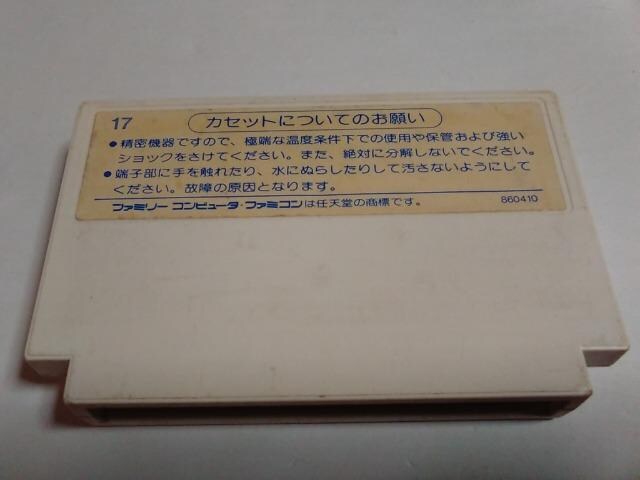 17
カセットについてのお願い
●精密機器ですので、極端な温度条件下での使用や保管および強い
ショックをさけてください。また、絶対に分解しないでください。
●端子部に手を触れたり、水にぬらしたりして汚さないようにして
ください。故障の原因となります。
ファミリー コンピュータ・ファミコンは任天堂の商標です。
860410